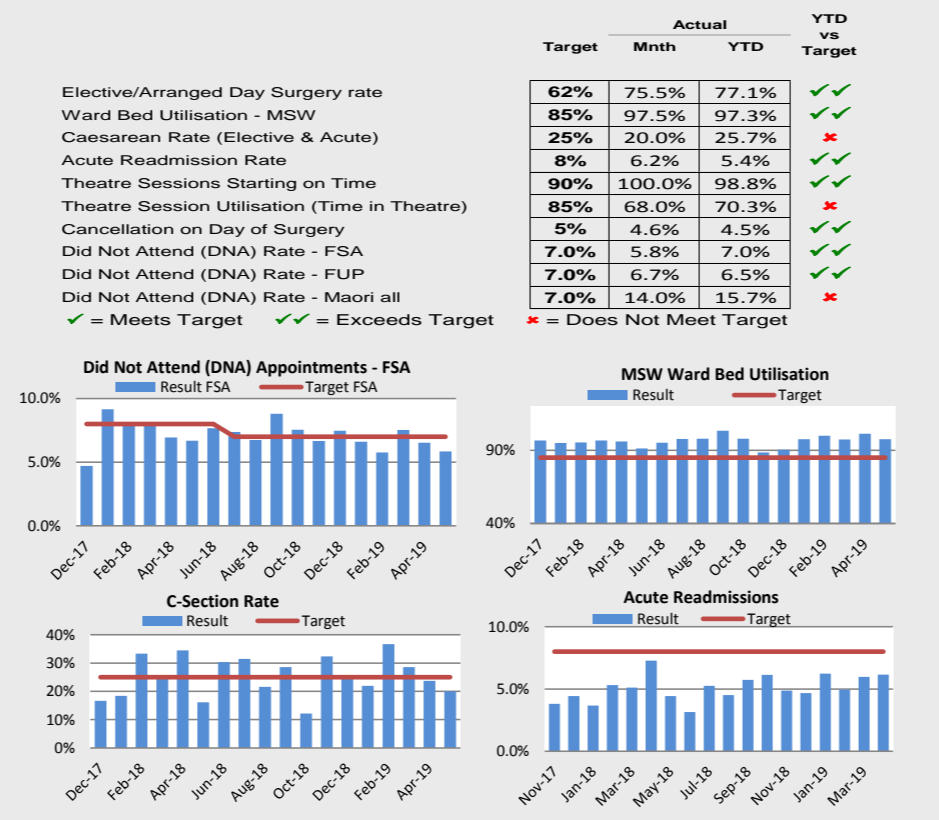 Actual
YTD
vs
Target
Target Mnth YTD
Elective/Arranged Day Surgery rate 62% 75.5% 77.1% ✓✓
Ward Bed Utilisation - MSW 85% 97.5% 97.3% ✓✓
Caesarean Rate (Elective & Acute) 25% 20.0% 25.7% ✖
Acute Readmission Rate 8% 6.2% 5.4% ✓✓
Theatre Sessions Starting on Time 90% 100.0% 98.8% ✓✓
Theatre Session Utilisation (Time in Theatre) 85% 68.0% 70.3% ✖
Cancellation on Day of Surgery 5% 4.6% 4.5% ✓✓
Did Not Attend (DNA) Rate - FSA 7.0% 5.8% 7.0% ✓✓
Did Not Attend (DNA) Rate - FUP 7.0% 6.7% 6.5% ✓✓
Did Not Attend (DNA) Rate - Maori all 7.0% 14.0% 15.7% ✖
✓ = Meets Target ✓✓ = Exceeds Target ✖ = Does Not Meet Target
Did Not Attend (DNA) Appointments - FSA
Result FSA Target FSA
10.0%
5.0%
0.0%
Dec-17 Feb-18 Apr-18 Jun-18 Aug-18 Oct-18 Dec-18 Feb-19 Apr-19
MSW Ward Bed Utilisation
Result Target
90%
40%
Dec-17 Feb-18 Apr-18 Jun-18 Aug-18 Oct-18 Dec-18 Feb-19 Apr-19
C-Section Rate
Result Target
40%
30%
20%
10%
0%
Dec-17 Feb-18 Apr-18 Jun-18 Aug-18 Oct-18 Dec-18 Feb-19 Apr-19
Acute Readmissions
Result Target
10.0%
5.0%
0.0%
Nov-17 Jan-18 Mar-18 May-18 Jul-18 Sep-18 Nov-18 Jan-19 Mar-19